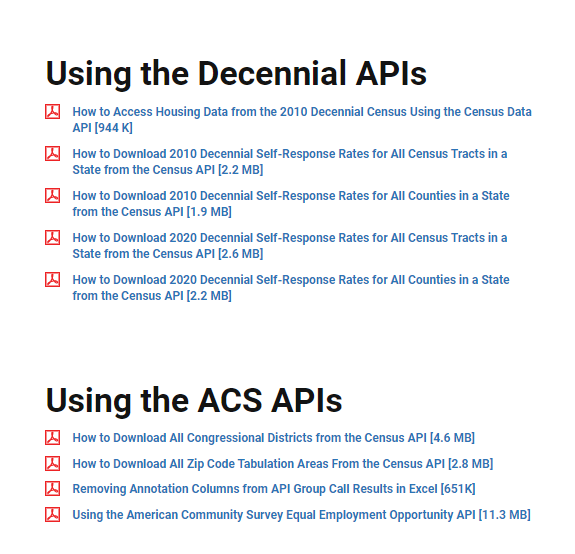 Using the Decennial APIs
How to Access Housing Data from the 2010 Decennial Census Using the Census Data
API [944 K]
How to Download 2010 Decennial Self-Response Rates for All Census Tracts in a
State from the Census API [2.2 MB]
How to Download 2010 Decennial Self-Response Rates for All Counties in a State
from the Census API [1.9 MB]
How to Download 2020 Decennial Self-Response Rates for All Census Tracts in a
State from the Census API [2.6 MB]
How to Download 2020 Decennial Self-Response Rates for All Counties in a State
from the Census API [2.2 MB]
Using the ACS APIs
How to Download All Congressional Districts from the Census API [4.6 MB]
How to Download All Zip Code Tabulation Areas From the Census API [2.8 MB]
Removing Annotation Columns from API Group Call Results in Excel [651K]
Using the American Community Survey Equal Employment Opportunity API [11.3 MB]